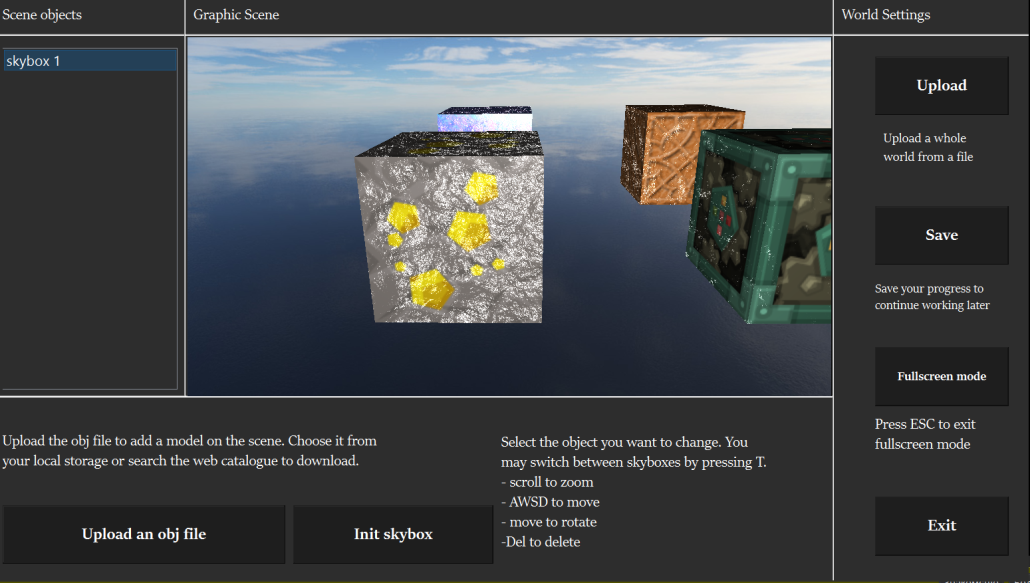 Scene objects
Graphic Scene
World Settings
skybox 1
Upload
Upload a whole
world from a file
Save
Save your progress to
continue working later
Fullscreen mode
Press ESC to exit
fullscreen mode
Exit
Upload the obj file to add a model on the scene. Choose it from
your local storage or search the web catalogue to download.
Upload an obj file
Init skybox
Select the object you want to change. You
may switch between skyboxes by pressing T.
- scroll to zoom
- AWSD to move
- move to rotate
-Del to delete